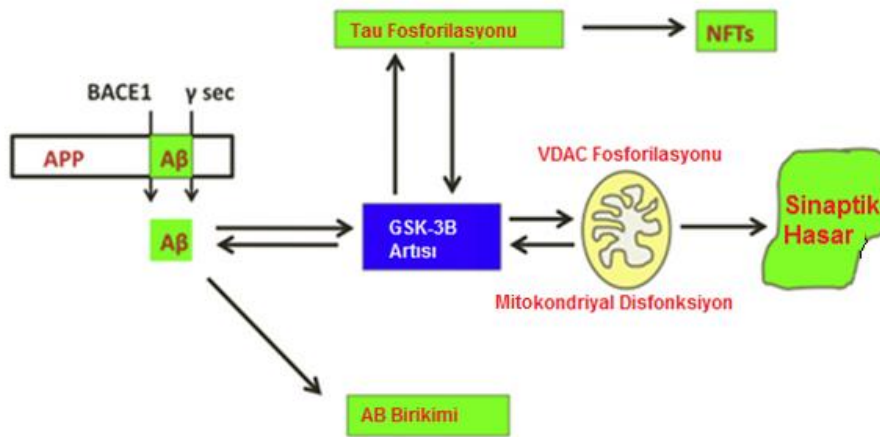 Tau Fosforilasyonu
NFTs
BACE1
γ sec
APP
Aβ
VDAC Fosforilasyonu
Aβ
GSK-3B
Artısı
Sinaptik
Hasar
Mitokondriyal Disfonksiyon
AB Birikimi